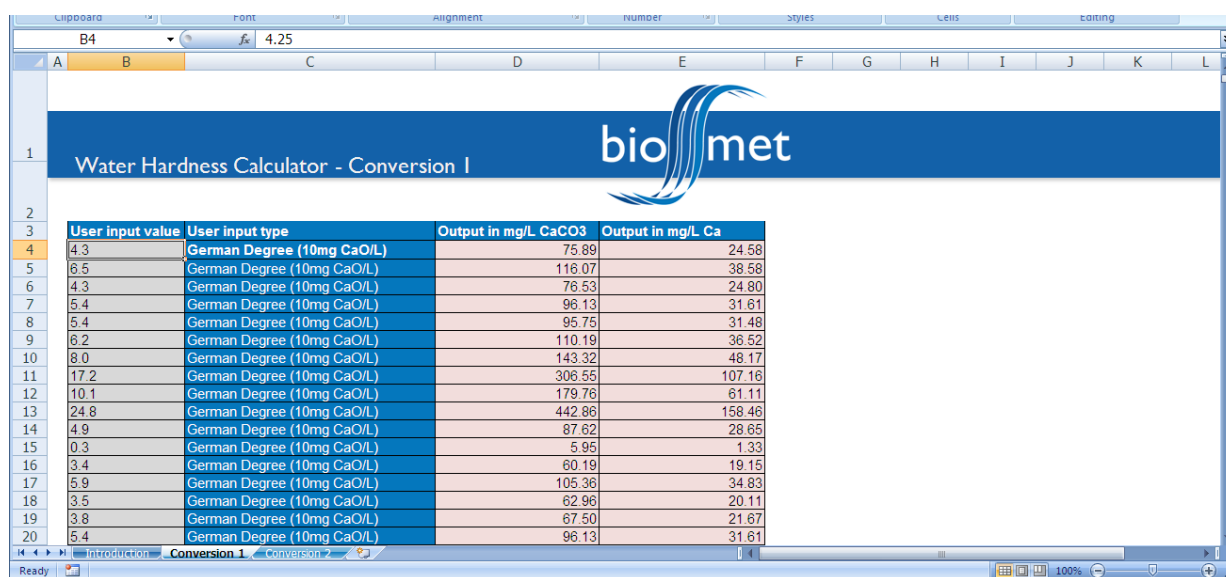 Clipboard Font Alignment Number Styles Cells Editing
B4 fx 4.25
A B C D E F G H I J K L
bio met
1 Water Hardness Calculator - Conversion 1
2
3 User input value User input type Output in mg/L CaCO3 Output in mg/L Ca
4 4.3 German Degree (10mg CaO/L) 75.89 24.58
5 6.5 German Degree (10mg CaO/L) 116.07 38.58
6 4.3 German Degree (10mg CaO/L) 76.53 24.80
7 5.4 German Degree (10mg CaO/L) 96.13 31.61
8 5.4 German Degree (10mg CaO/L) 95.75 31.48
9 6.2 German Degree (10mg CaO/L) 110.19 36.52
10 8.0 German Degree (10mg CaO/L) 143.32 48.17
11 17.2 German Degree (10mg CaO/L) 306.55 107.16
12 10.1 German Degree (10mg CaO/L) 179.76 61.11
13 24.8 German Degree (10mg CaO/L) 442.86 158.46
14 4.9 German Degree (10mg CaO/L) 87.62 28.65
15 0.3 German Degree (10mg CaO/L) 5.95 1.33
16 3.4 German Degree (10mg CaO/L) 60.19 19.15
17 5.9 German Degree (10mg CaO/L) 105.36 34.83
18 3.5 German Degree (10mg CaO/L) 62.96 20.11
19 3.8 German Degree (10mg CaO/L) 67.50 21.67
20 5.4 German Degree (10mg CaO/L) 96.13 31.61
Introduction Conversion 1 Conversion 2
Ready 100%